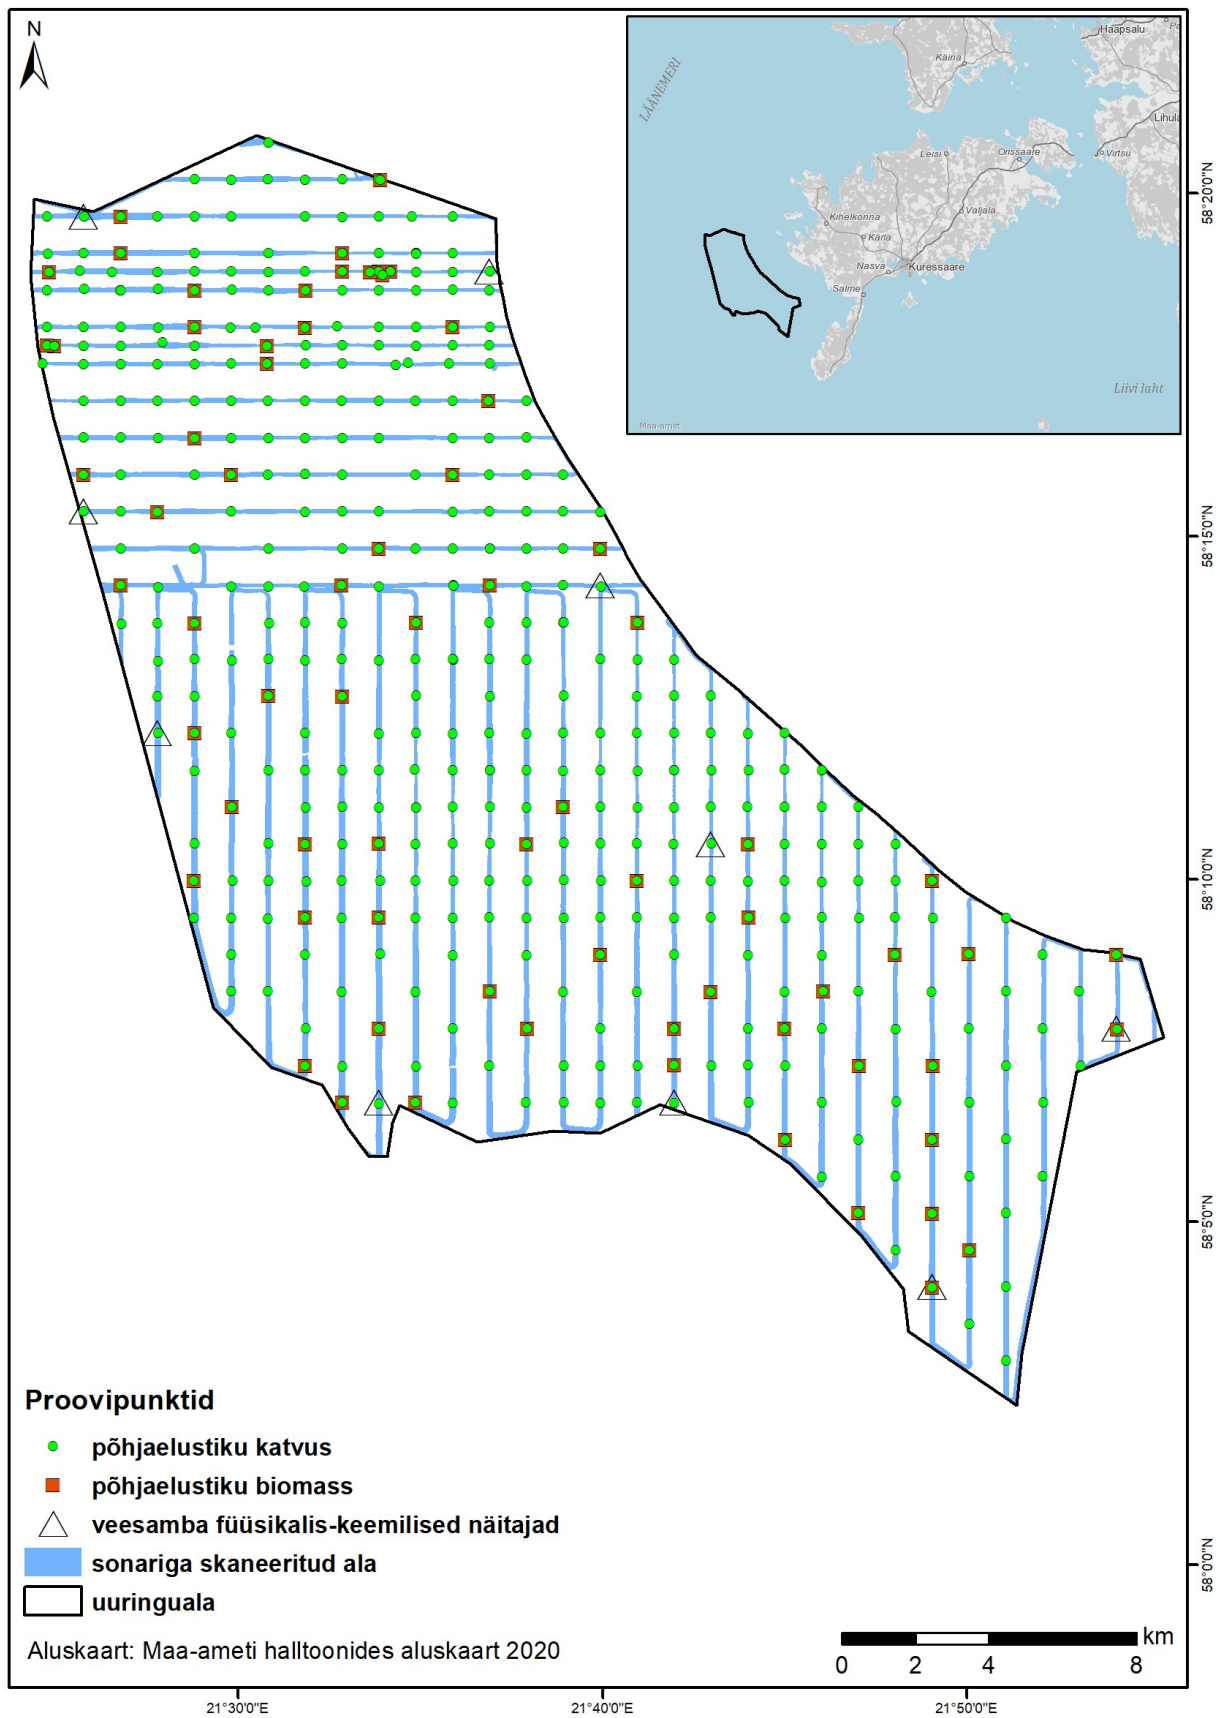 N
LÄÄNEMERI
Käina
Haapsalu
Lihula
Leisi
Orissaare
Virtsu
Kihelkonna
Valjala
Kärla
Nasva
Kuressaare
Salme
Liivi laht
Maa-amet
58°20'0"N
58°15'0"N
58°10'0"N
58°5'0"N
58°0'0"N
Proovipunktid
põhjaelustiku katvus
põhjaelustiku biomass
veesamba füüsikalis-keemilised näitajad
sonariga skaneeritud ala
uuringuala
Aluskaart: Maa-ameti halltoonides aluskaart 2020
km
0 2 4 8
21°30'0"E 21°40'0"E 21°50'0"E